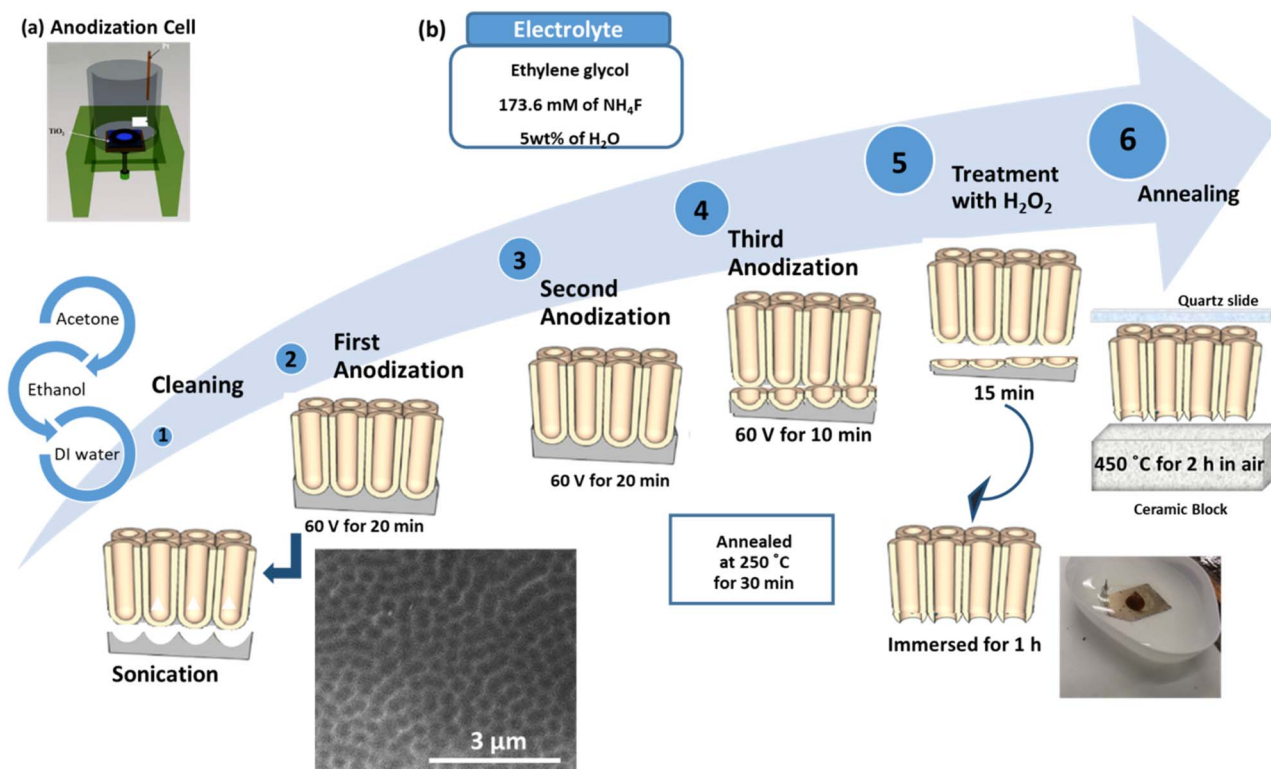 (a) Anodization Cell
Pt
TiO₂
(b)
Electrolyte
Ethylene glycol
173.6 mM of NH₄F
5wt% of H₂O
Acetone
Ethanol
DI water
1
Cleaning
Sonication
2
First
Anodization
60 V for 20 min
3 μm
3
Second
Anodization
60 V for 20 min
4
Third
Anodization
60 V for 10 min
Annealed
at 250 ˚C
for 30 min
5
Treatment
with H₂O₂
15 min
Immersed for 1 h
6
Annealing
Quartz slide
450 ˚C for 2 h in air
Ceramic Block